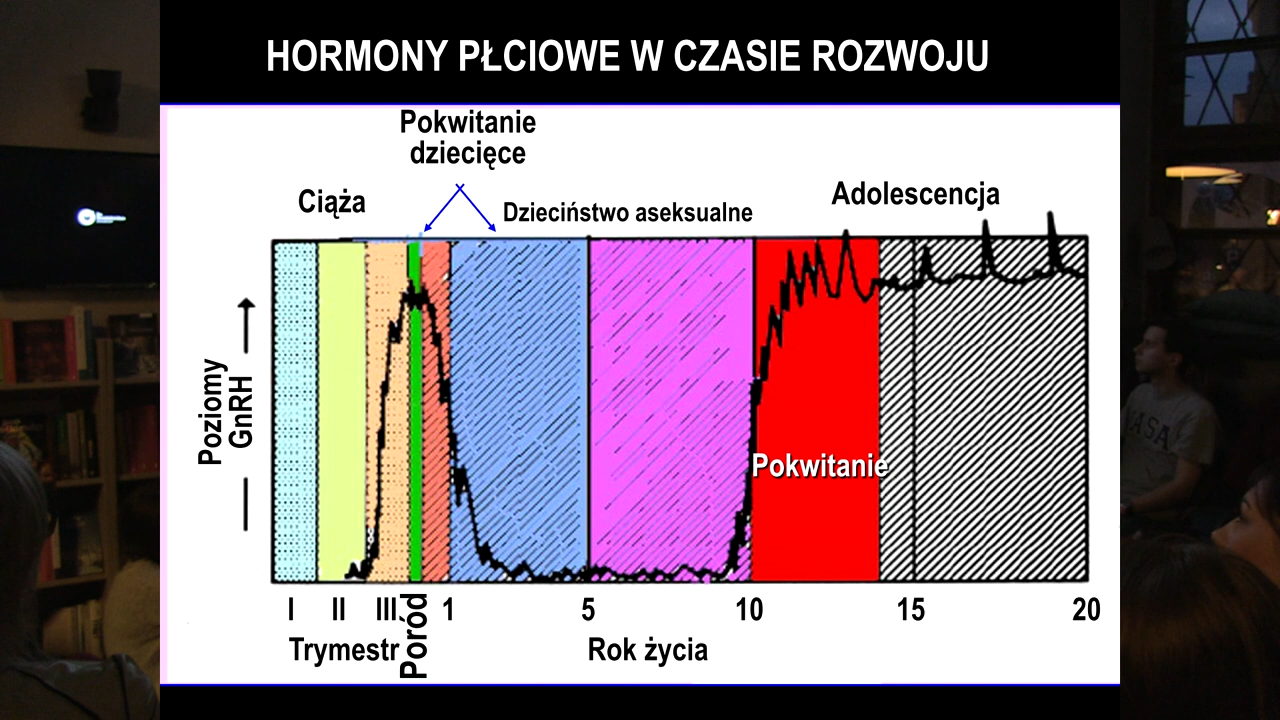 HORMONY PŁCIOWE W CZASIE ROZWOJU
Pokwitanie
dziecięce
Ciąża
Dzieciństwo aseksualne
Adolescencja
Poziomy
GnRH
Pokwitanie
I II III Poród 1 5 10 15 20
Trymestr
Rok życia
ASA